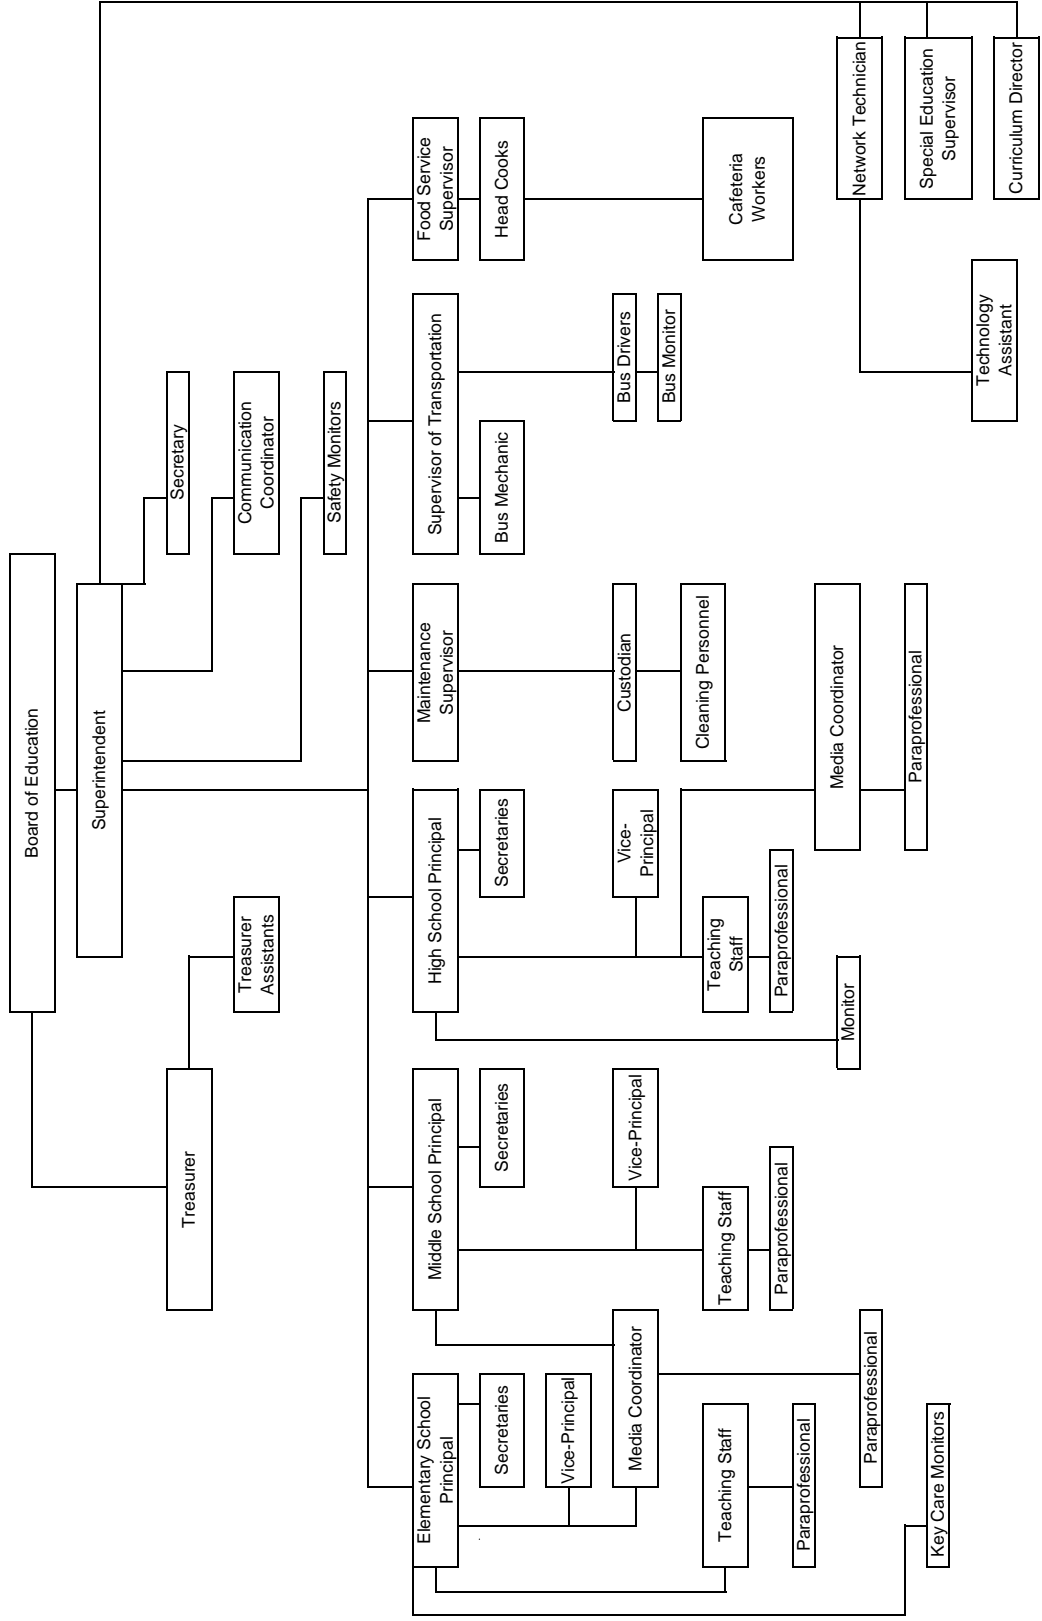 Board of Education
Superintendent
Treasurer
Secretary
Treasurer
Assistants
Communication
Coordinator
Safety Monitors
Elementary School
Principal
Middle School Principal
High School Principal
Maintenance
Supervisor
Supervisor of Transportation
Food Service
Supervisor
Secretaries
Secretaries
Secretaries
Bus Mechanic
Head Cooks
Vice-Principal
Media Coordinator
Vice-Principal
Vice-
Principal
Custodian
Bus Drivers
Bus Monitor
Cleaning Personnel
Teaching Staff
Teaching Staff
Teaching
Staff
Cafeteria
Workers
Paraprofessional
Paraprofessional
Paraprofessional
Media Coordinator
Monitor
Network Technician
Paraprofessional
Paraprofessional
Special Education
Supervisor
Key Care Monitors
Technology
Assistant
Curriculum Director